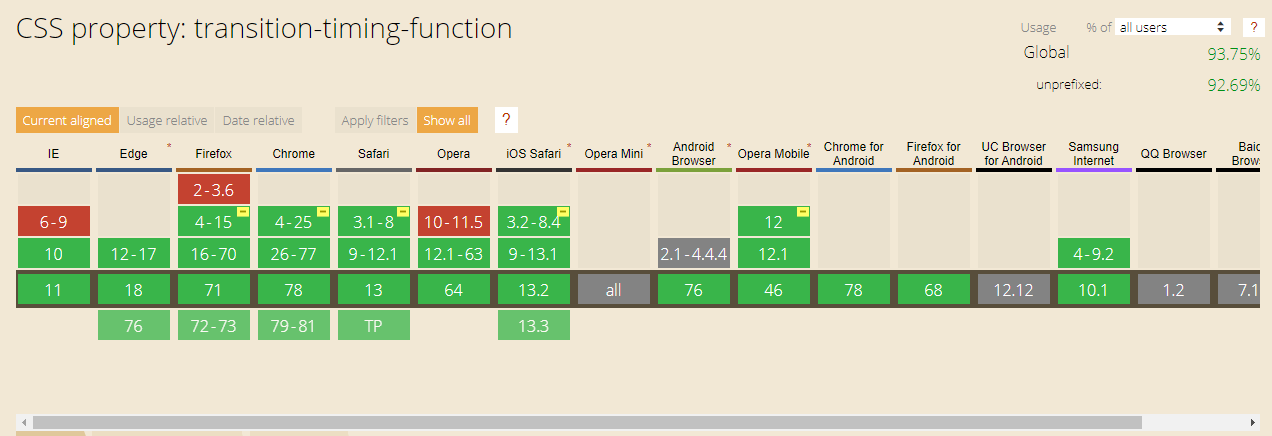 CSS property: transition-timing-function
Usage % of all users ?
Global 93.75%
unprefixed: 92.69%
Current aligned Usage relative Date relative Apply filters Show all ?
IE Edge * Firefox Chrome Safari Opera iOS Safari * Opera Mini * Android Browser * Opera Mobile * Chrome for Android Firefox for Android UC Browser for Android Samsung Internet QQ Browser
2-3.6
6-9 4-15 4-25 3.1-8 10-11.5 3.2-8.4 12
10 12-17 16-70 26-77 9-12.1 12.1-63 9-13.1 2.1-4.4.4 12.1 4-9.2
11 18 71 78 13 64 13.2 all 76 46 78 68 12.12 10.1 1.2 7.1
76 72-73 79-81 TP 13.3